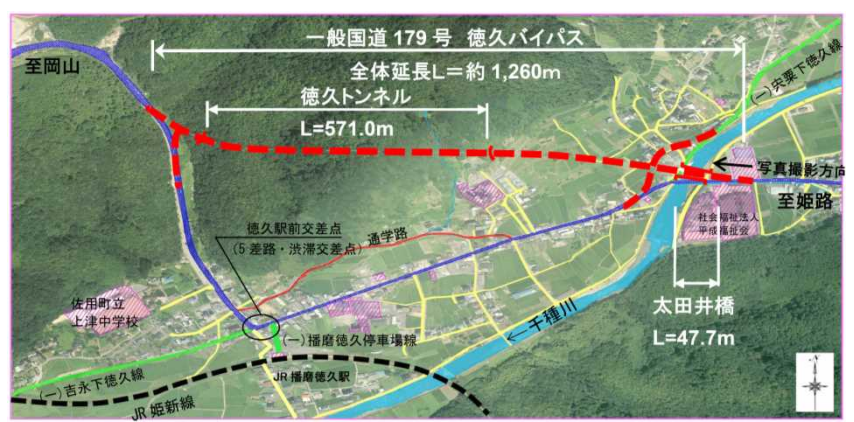 一般国道 179 号 徳久バイパス
至岡山
全体延長L=約 1,260m
徳久トンネル
L=571.0m
(一)宍粟下徳久線
写真撮影方向
至姫路
徳久駅前交差点
(5 差路・渋滞交差点)
通学路
社会福祉法人
平成福祉会
佐用町立
上津中学校
太田井橋
L=47.7m
←千種川
(一)播磨徳久停車場線
(一)吉永下徳久線
JR 播磨徳久駅
JR 姫新線